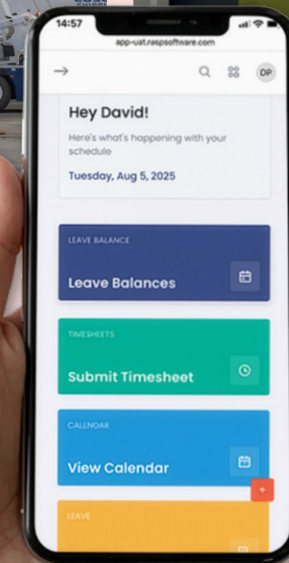 14:57
app-uat.raspsoftware.com
DP
Hey David!
Here's what's happening with your
schedule
Tuesday, Aug 5, 2025
LEAVE BALANCE
Leave Balances
TIMESHEETS
Submit Timesheet
CALENDAR
View Calendar
LEAVE